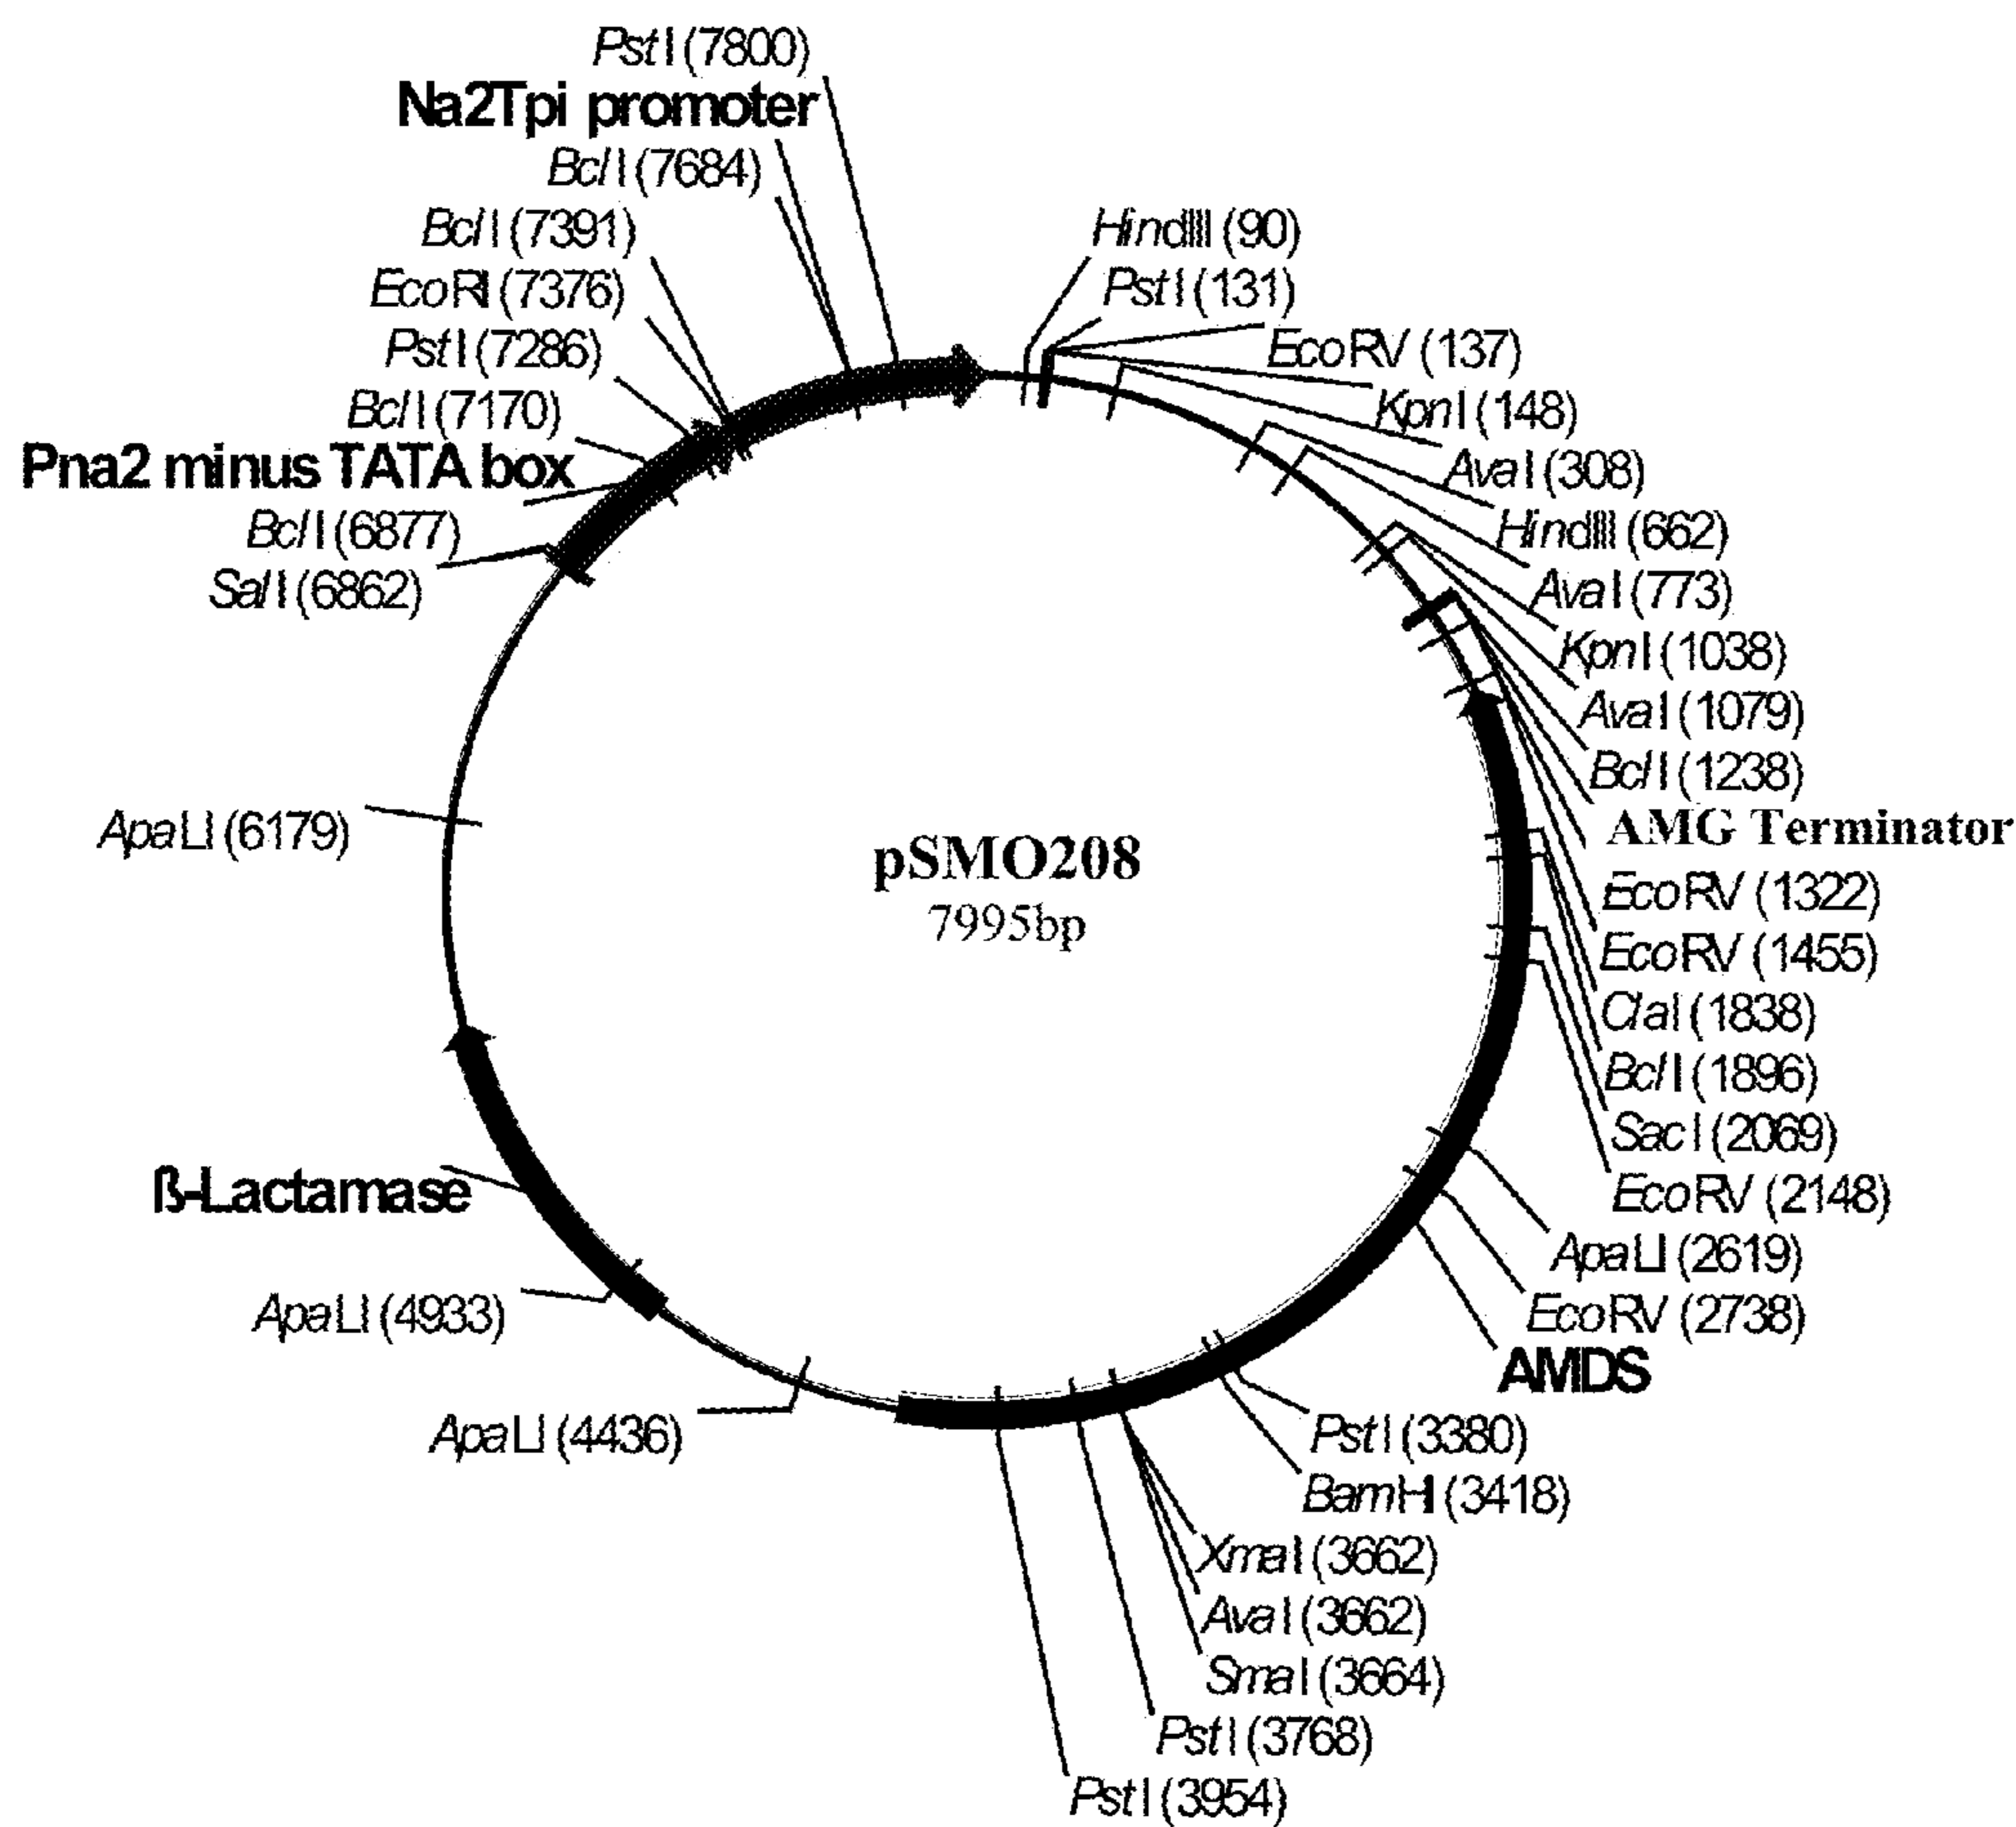 PstI (7800)
Na2Tpi promoter
BclI (7684)
BclI (7391)
EcoRI (7376)
PstI (7286)
BclI (7170)
Pna2 minus TATA box
BclI (6877)
SalI (6862)
ApaLI (6179)
ß-Lactamase
ApaLI (4933)
ApaLI (4436)
pSMO208
7995bp
HindIII (90)
PstI (131)
EcoRV (137)
KpnI (148)
AvaI (308)
HindIII (662)
AvaI (773)
KpnI (1038)
AvaI (1079)
BclI (1238)
AMG Terminator
EcoRV (1322)
EcoRV (1455)
ClaI (1838)
BclI (1896)
SacI (2069)
EcoRV (2148)
ApaLI (2619)
EcoRV (2738)
AMDS
PstI (3380)
BamHI (3418)
XmaI (3662)
AvaI (3662)
SmaI (3664)
PstI (3768)
PstI (3954)